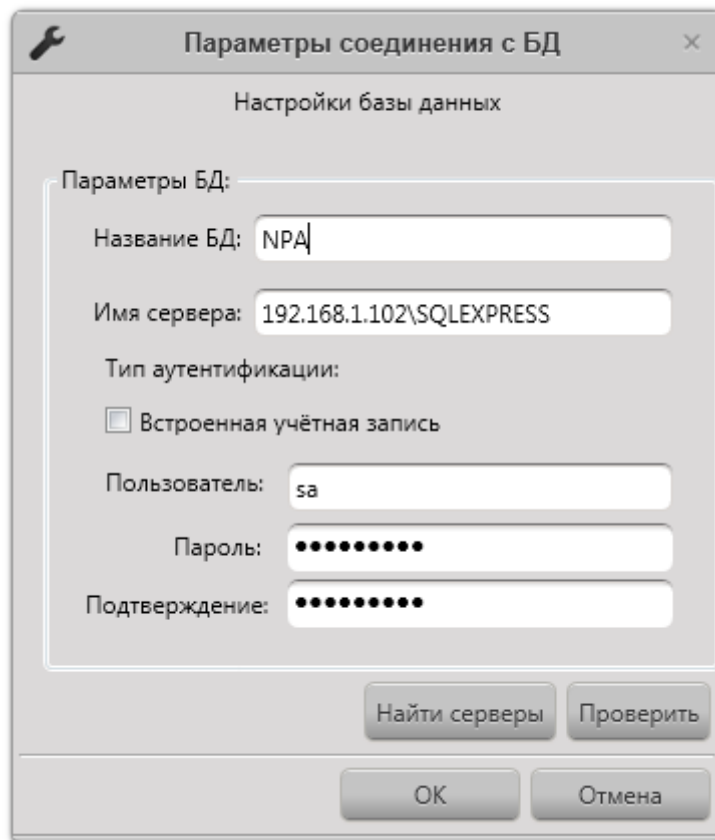 Параметры соединения с БД
Настройки базы данных
Параметры БД:
Название БД: NPA
Имя сервера: 192.168.1.102\SQLEXPRESS
Тип аутентификации:
Встроенная учётная запись
Пользователь: sa
Пароль: •••••••••
Подтверждение: •••••••••
Найти серверы Проверить
ОК Отмена